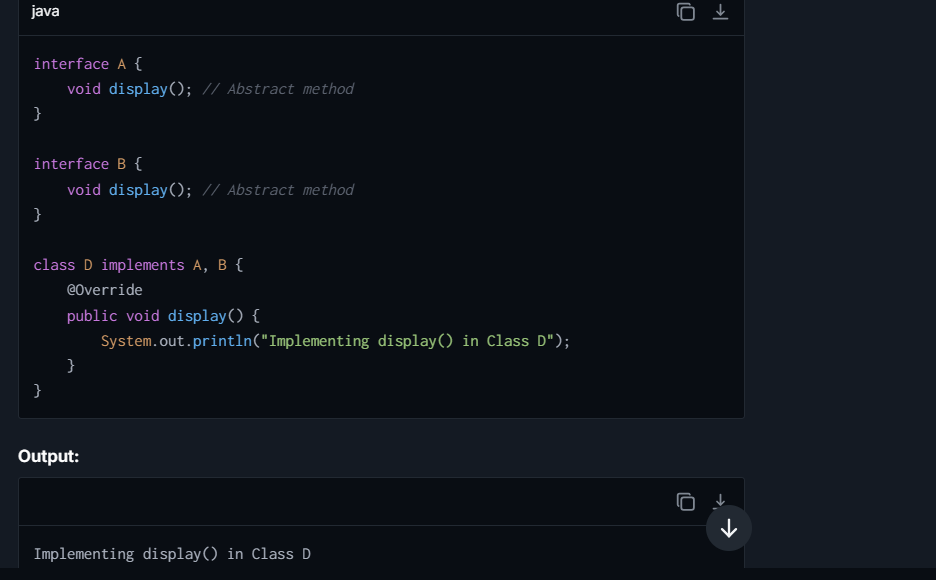 java
interface A {
    void display(); // Abstract method
}
interface B {
    void display(); // Abstract method
}
class D implements A, B {
    @Override
    public void display() {
        System.out.println("Implementing display() in Class D");
    }
}
Output:
Implementing display() in Class D